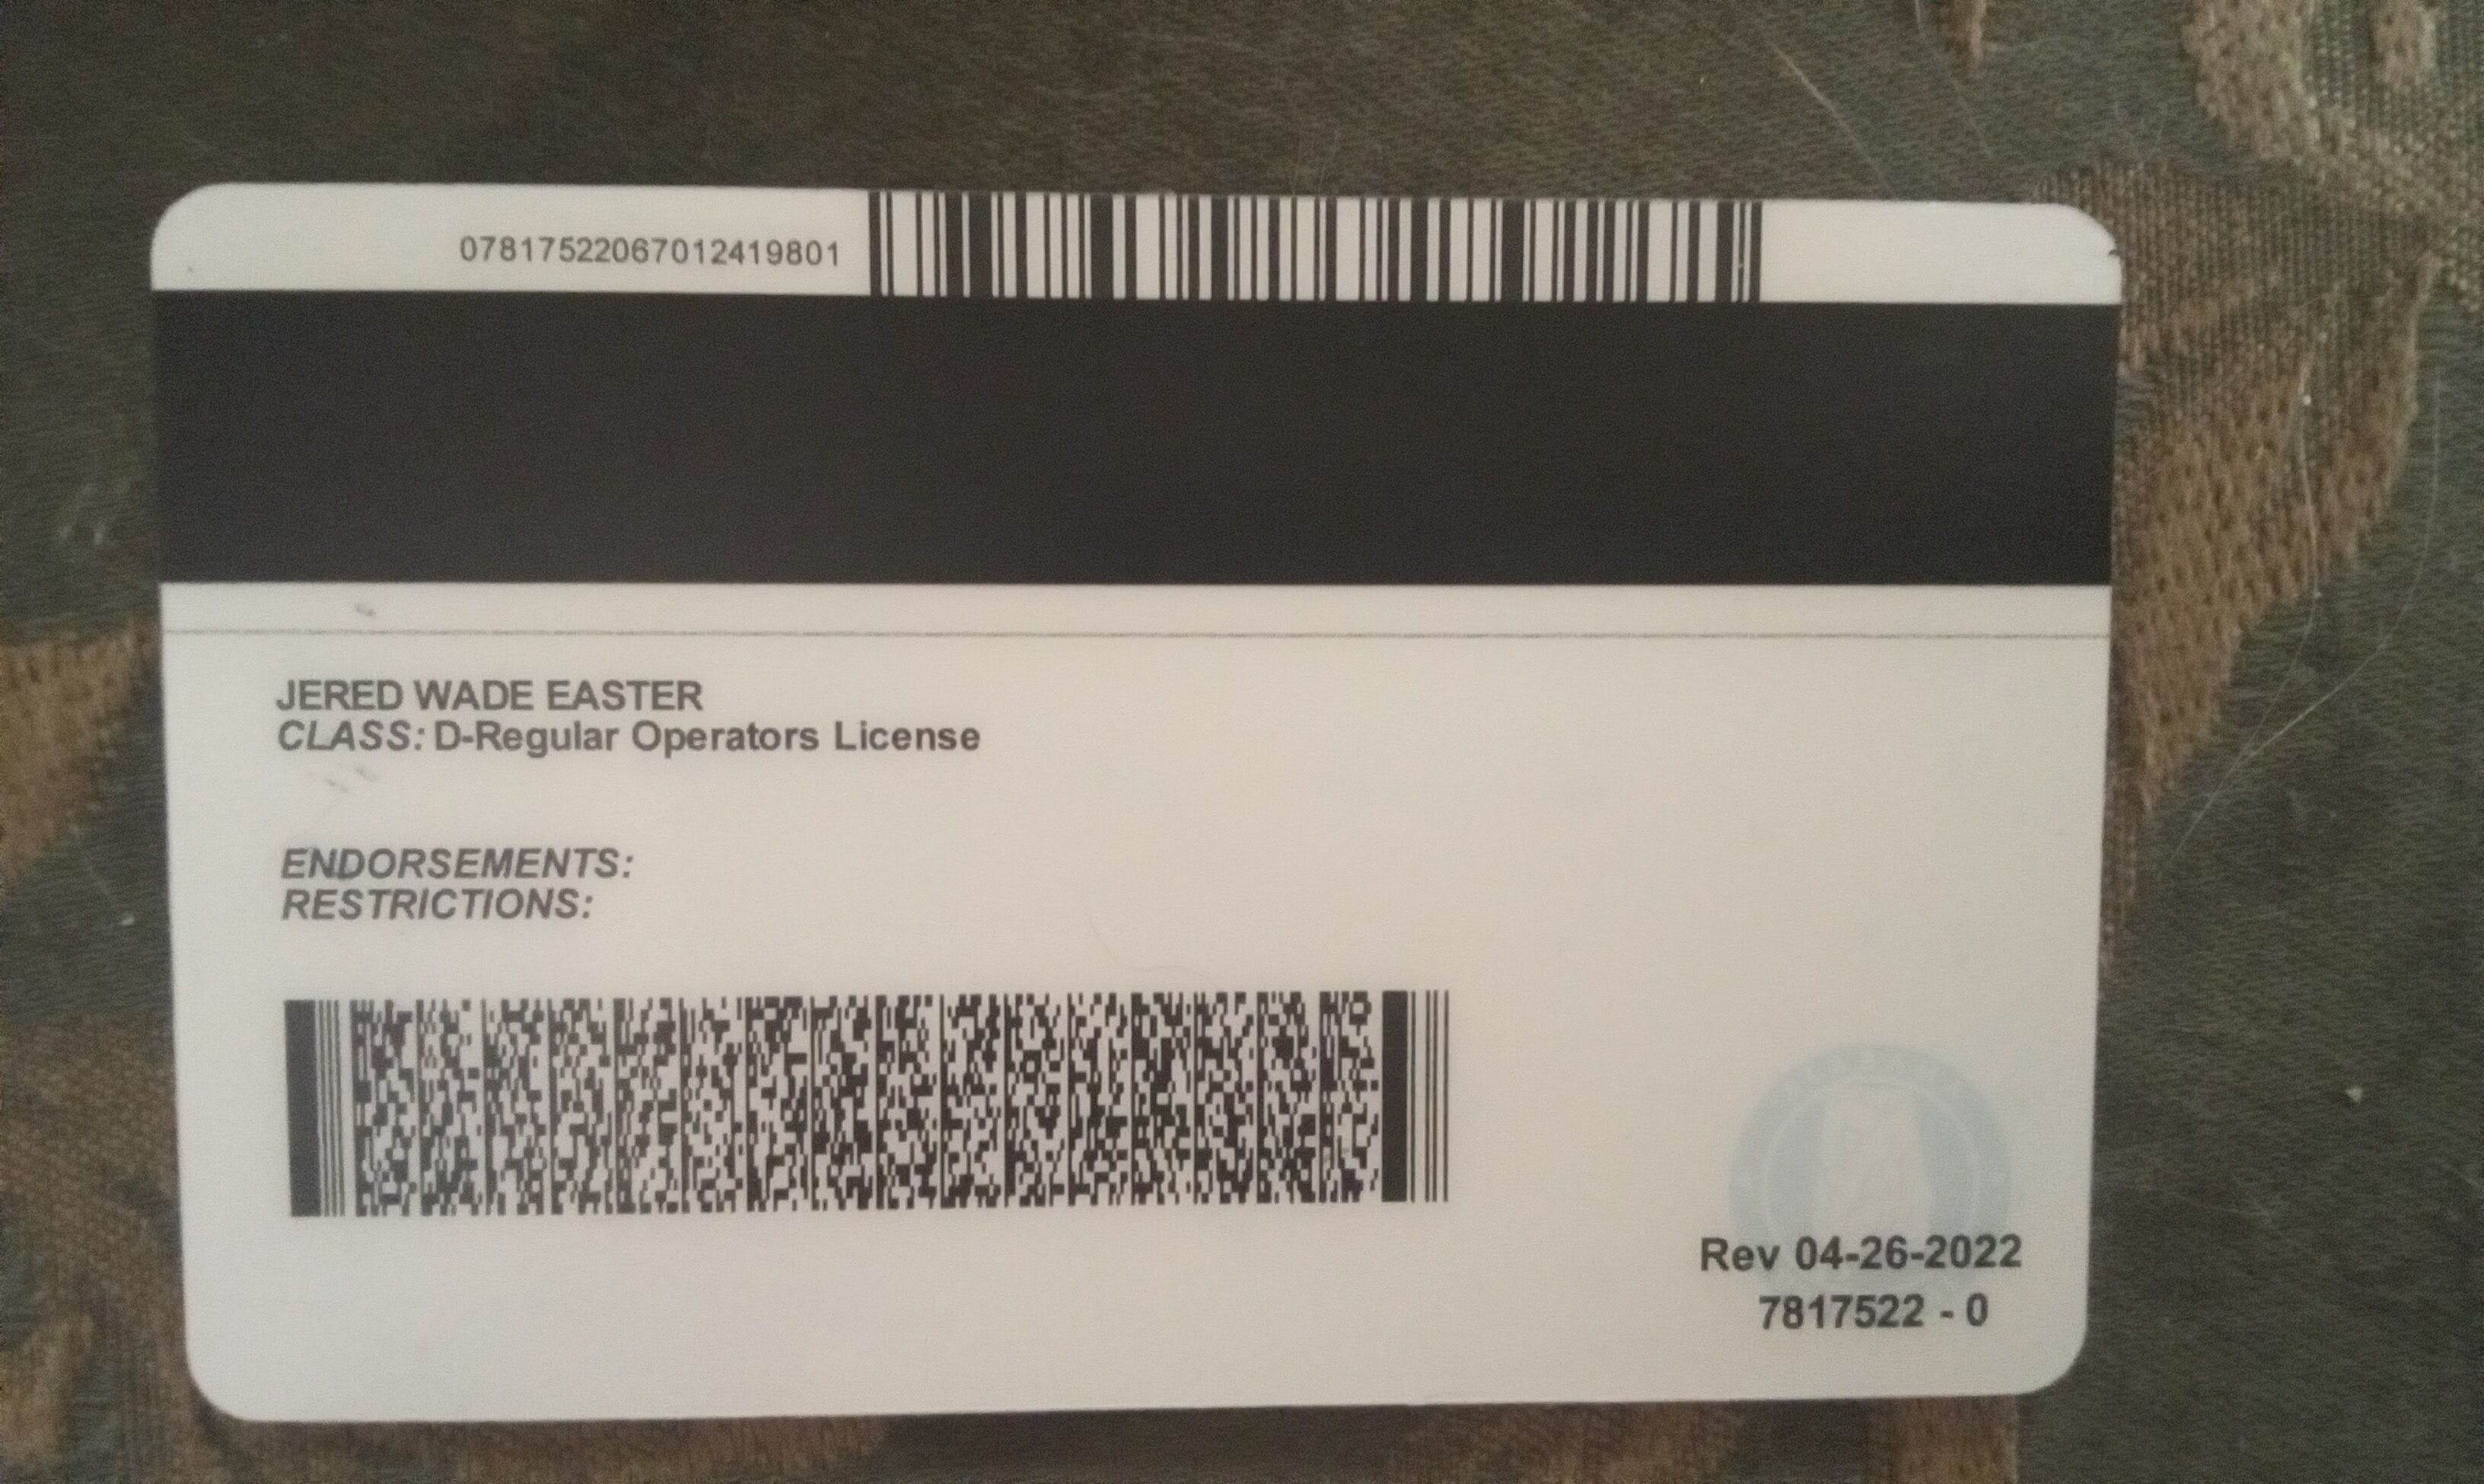 07817522067012419801
JERED WADE EASTER
CLASS: D-Regular Operators License
ENDORSEMENTS:
RESTRICTIONS:
Rev 04-26-2022
7817522 - 0